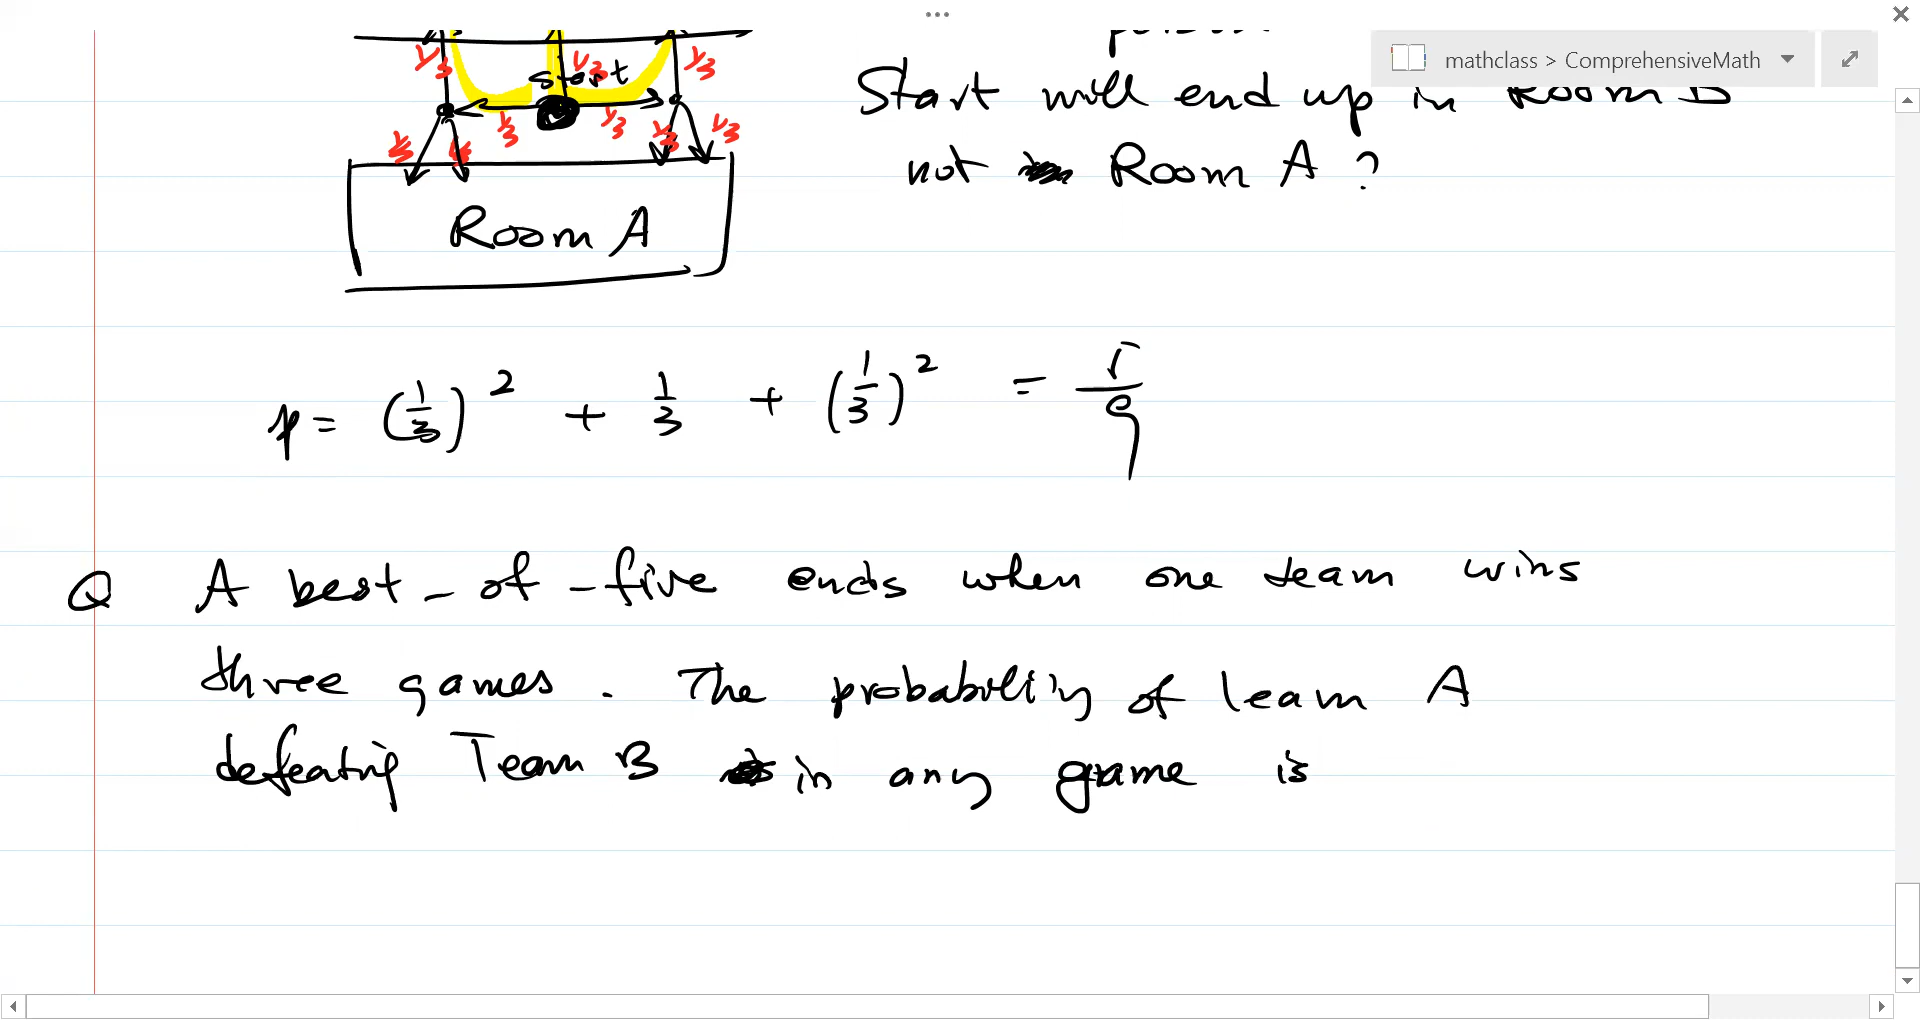 mathclass > ComprehensiveMath
start
1/3 1/3 1/3
1/3 1/3
1/3 1/3 1/3
Start will end up in Room B
not Room A ?
Room A
p = (1/3)^2 + 1/3 + (1/3)^2 = 5/9
Q A best - of - five ends when one team wins
three games . The probability of team A
defeating Team B in any game is